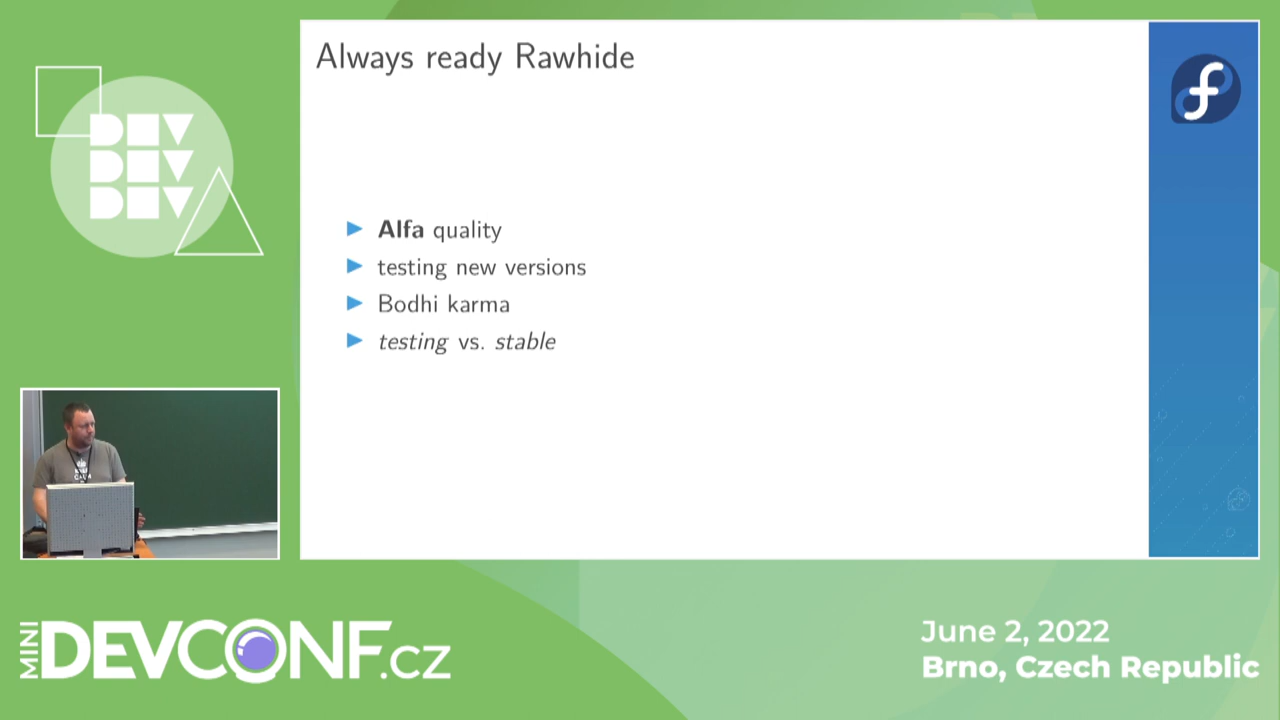 Always ready Rawhide
DEV
DEV
DEV
Alfa quality
testing new versions
Bodhi karma
testing vs. stable
MINI
DEVCONF.CZ
June 2, 2022
Brno, Czech Republic